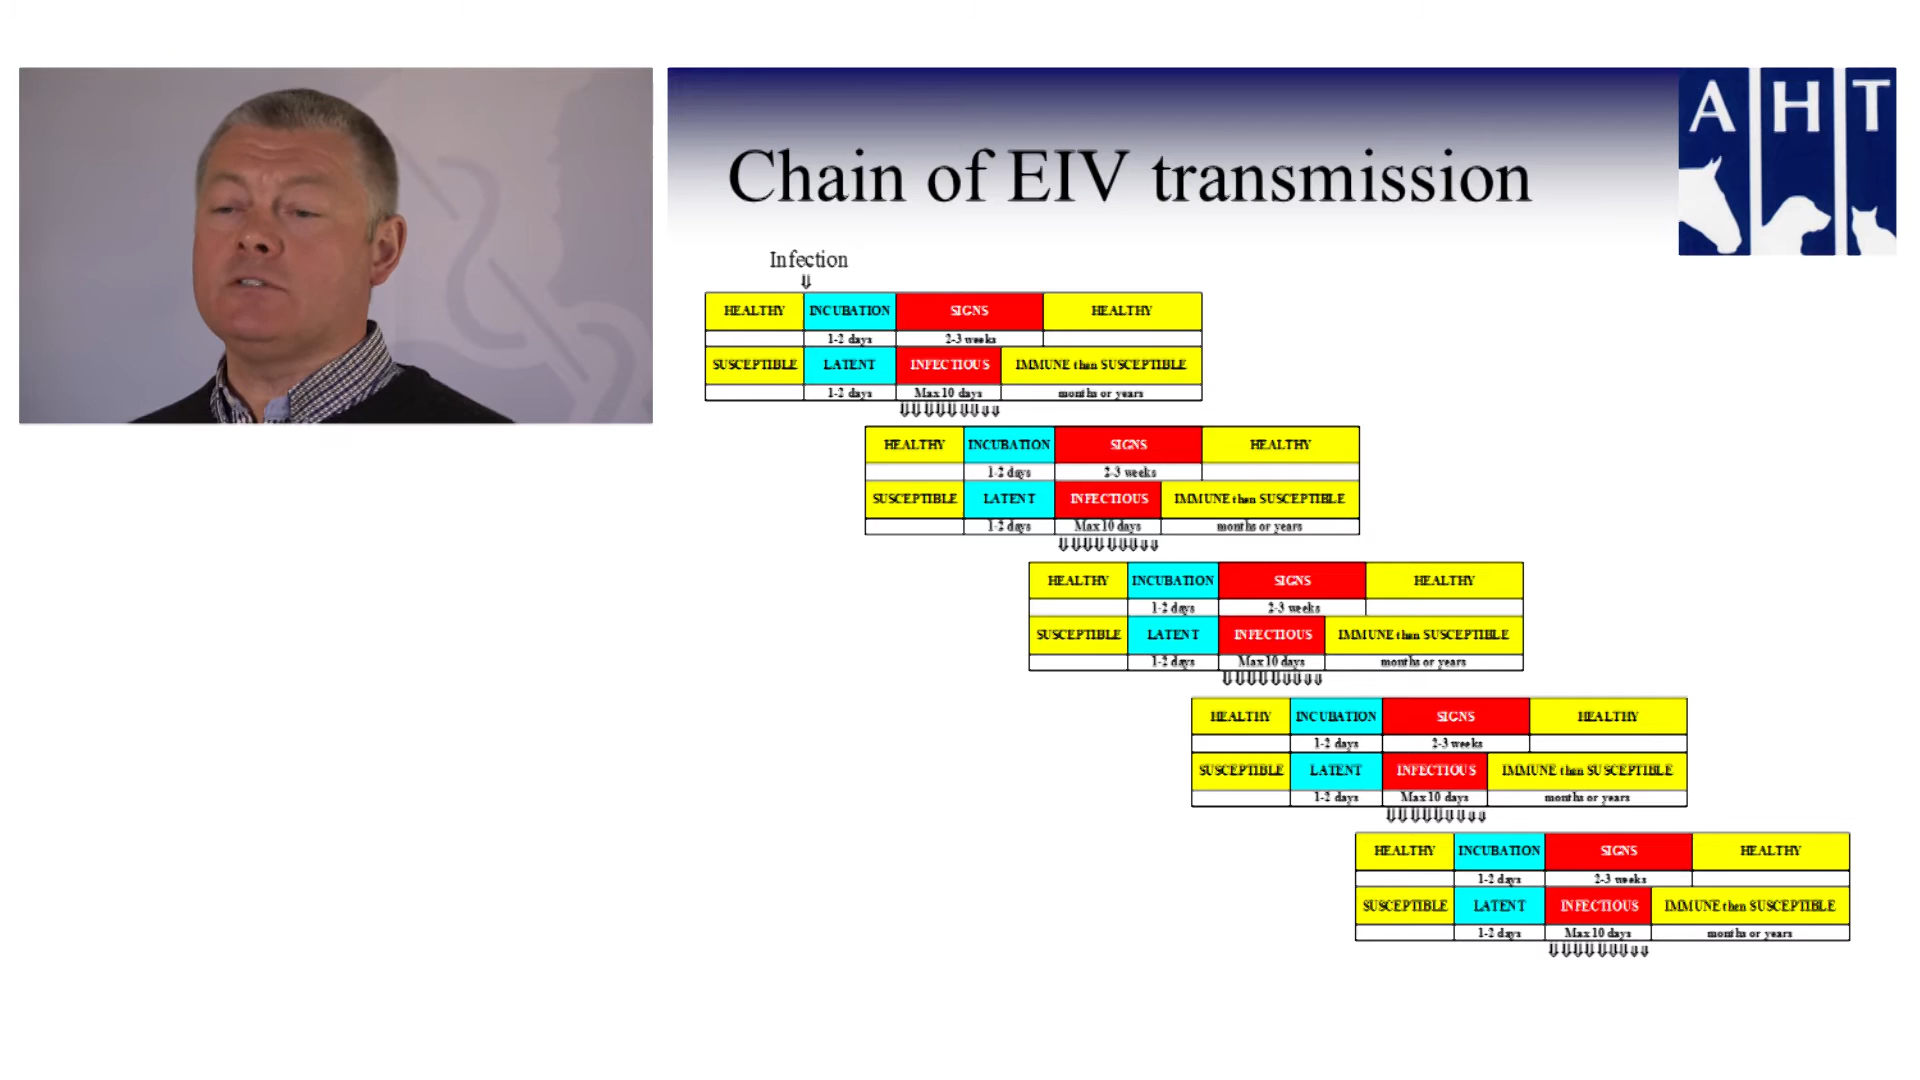 A H T
Chain of EIV transmission
Infection
HEALTHY INCUBATION SIGNS HEALTHY
1-2 days 2-3 weeks
SUSCEPTIBLE LATENT INFECTIOUS IMMUNE then SUSCEPTIBLE
1-2 days Max 10 days months or years
HEALTHY INCUBATION SIGNS HEALTHY
1-2 days 2-3 weeks
SUSCEPTIBLE LATENT INFECTIOUS IMMUNE then SUSCEPTIBLE
1-2 days Max 10 days months or years
HEALTHY INCUBATION SIGNS HEALTHY
1-2 days 2-3 weeks
SUSCEPTIBLE LATENT INFECTIOUS IMMUNE then SUSCEPTIBLE
1-2 days Max 10 days months or years
HEALTHY INCUBATION SIGNS HEALTHY
1-2 days 2-3 weeks
SUSCEPTIBLE LATENT INFECTIOUS IMMUNE then SUSCEPTIBLE
1-2 days Max 10 days months or years
HEALTHY INCUBATION SIGNS HEALTHY
1-2 days 2-3 weeks
SUSCEPTIBLE LATENT INFECTIOUS IMMUNE then SUSCEPTIBLE
1-2 days Max 10 days months or years